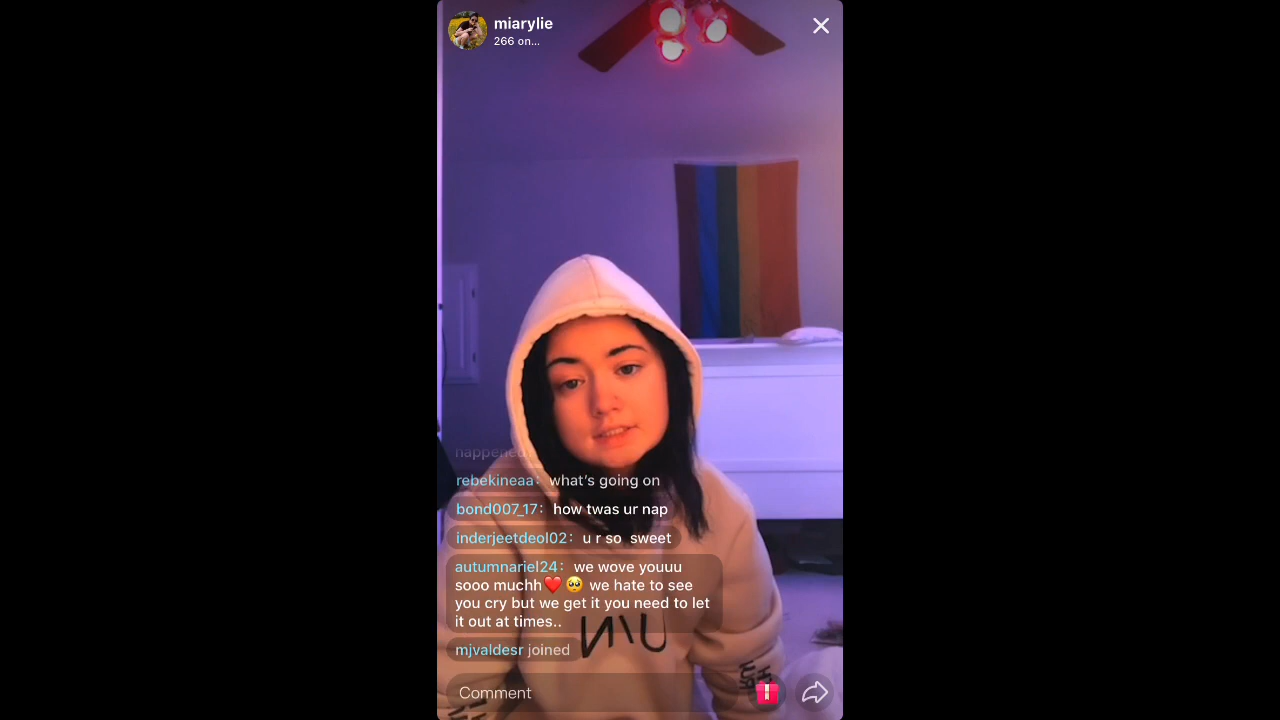 miarylie
266 on...
happened
rebekineaa: what's going on
bond007_17: how twas ur nap
inderjeetdeol02: u r so sweet
autumnariel24: we wove youuu
sooo muchh❤️🥺 we hate to see
you cry but we get it you need to let
it out at times..
mjvaldesr joined
Comment